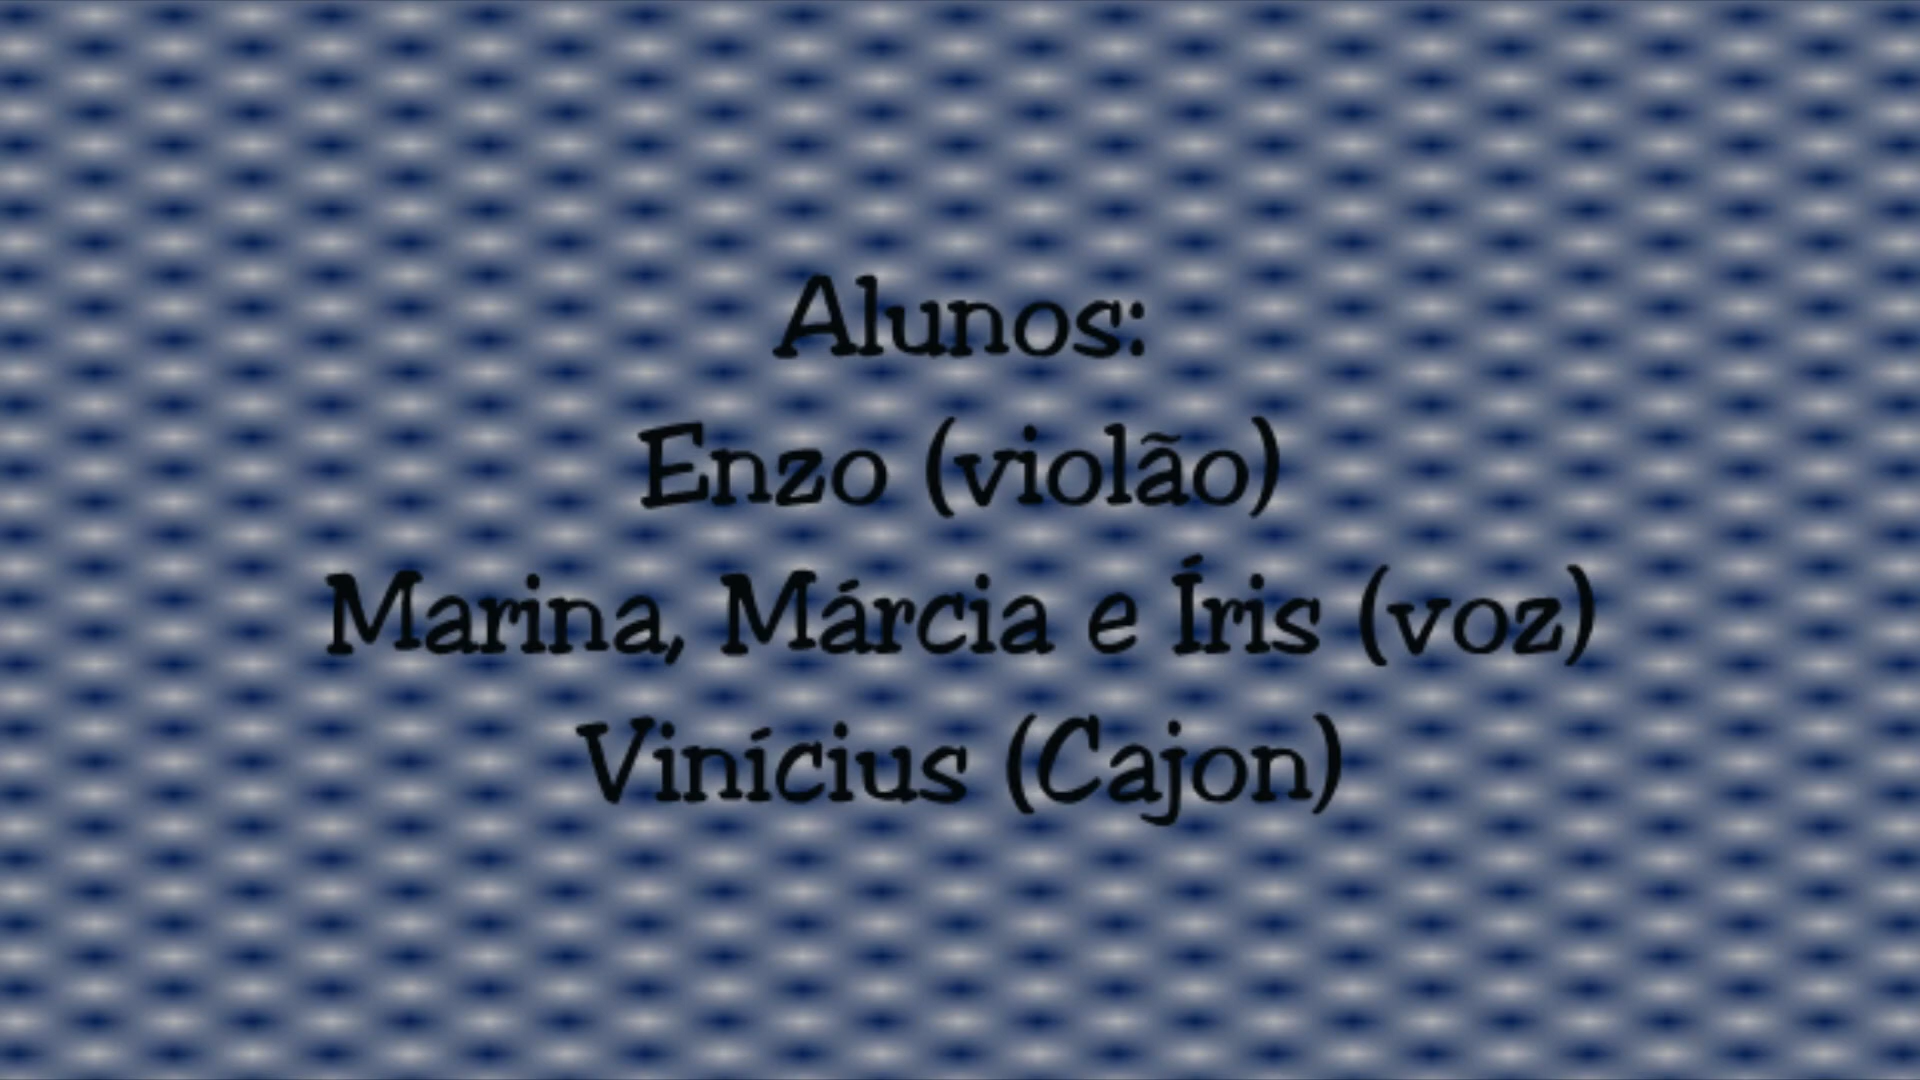 Alunos:
Enzo (violão)
Marina, Márcia e Íris (voz)
Vinícius (Cajon)